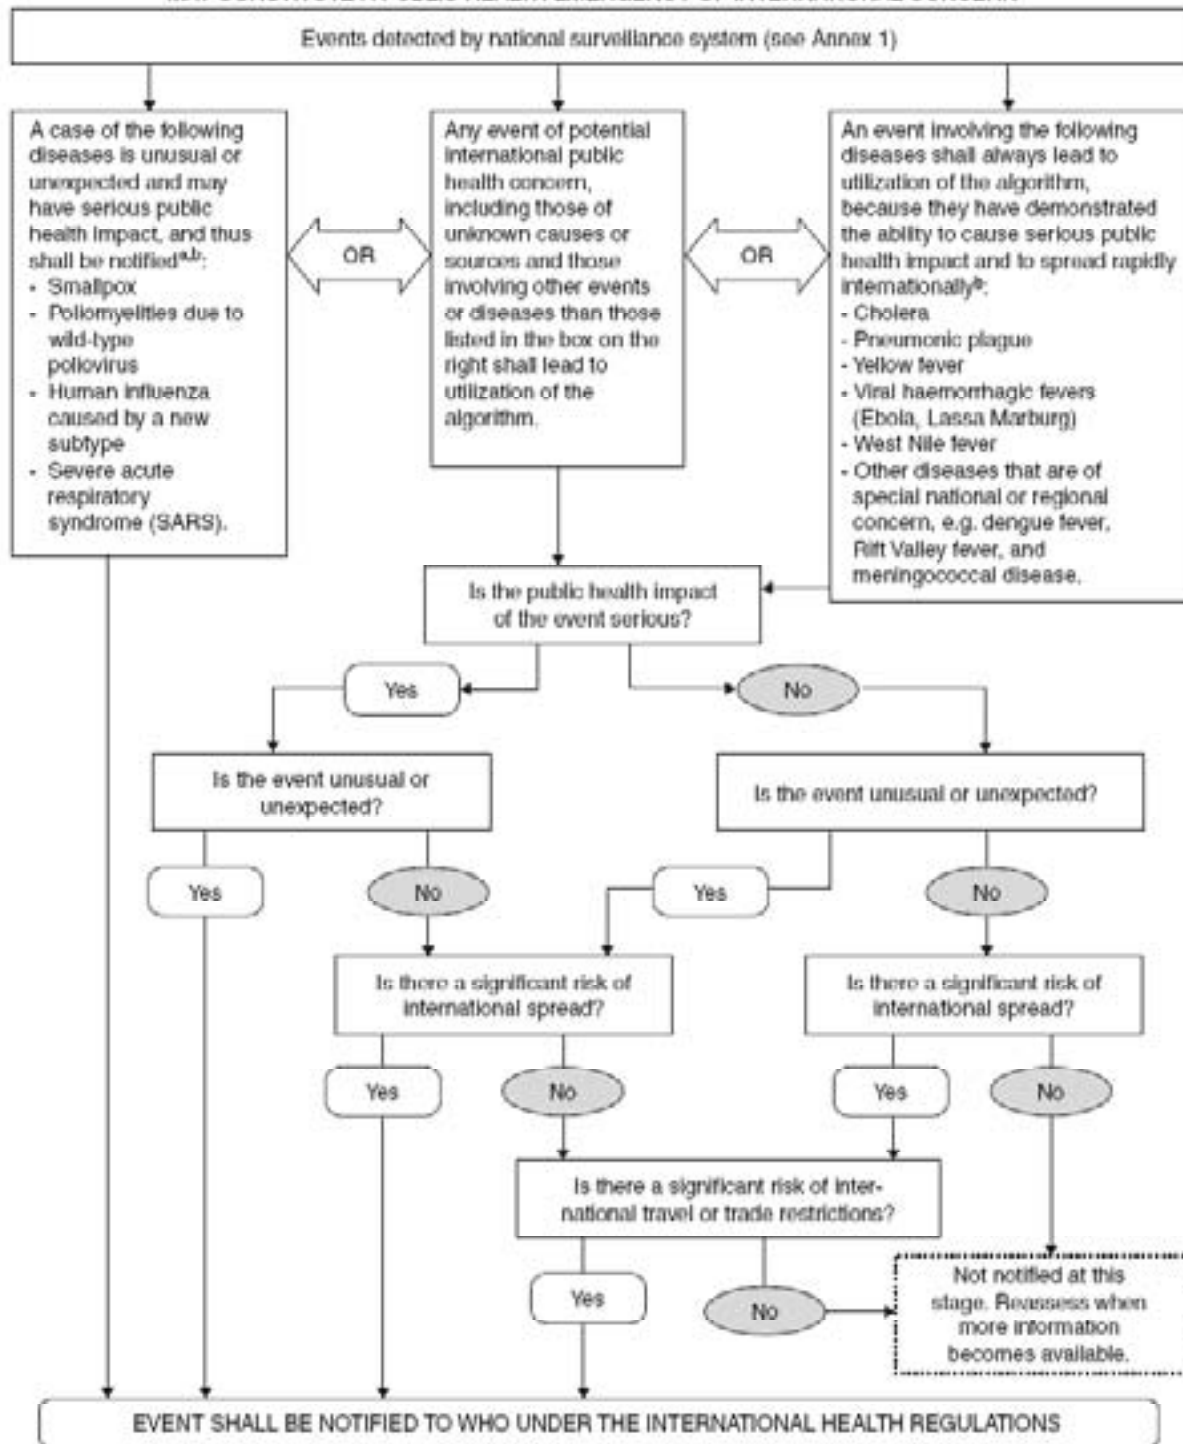 Events detected by national surveillance system (see Annex 1)
A case of the following
diseases is unusual or
unexpected and may
have serious public
health impact, and thus
shall be notifiedᵃ,ᵇ:
- Smallpox
- Poliomyelities due to
wild-type
poliovirus
- Human influenza
caused by a new
subtype
- Severe acute
respiratory
syndrome (SARS).
OR
Any event of potential
international public
health concern,
including those of
unknown causes or
sources and those
involving other events
or diseases than those
listed in the box on the
right shall lead to
utilization of the
algorithm.
OR
An event involving the following
diseases shall always lead to
utilization of the algorithm,
because they have demonstrated
the ability to cause serious public
health impact and to spread rapidly
internationallyᵇ:
- Cholera
- Pneumonic plague
- Yellow fever
- Viral haemorrhagic fevers
(Ebola, Lassa Marburg)
- West Nile fever
- Other diseases that are of
special national or regional
concern, e.g. dengue fever,
Rift Valley fever, and
meningococcal disease.
Is the public health impact
of the event serious?
Yes
No
Is the event unusual or
unexpected?
Is the event unusual or unexpected?
Yes
No
Yes
No
Is there a significant risk of
international spread?
Is there a significant risk of
international spread?
Yes
No
Yes
No
Is there a significant risk of inter-
national travel or trade restrictions?
Yes
No
Not notified at this
stage. Reassess when
more information
becomes available.
EVENT SHALL BE NOTIFIED TO WHO UNDER THE INTERNATIONAL HEALTH REGULATIONS